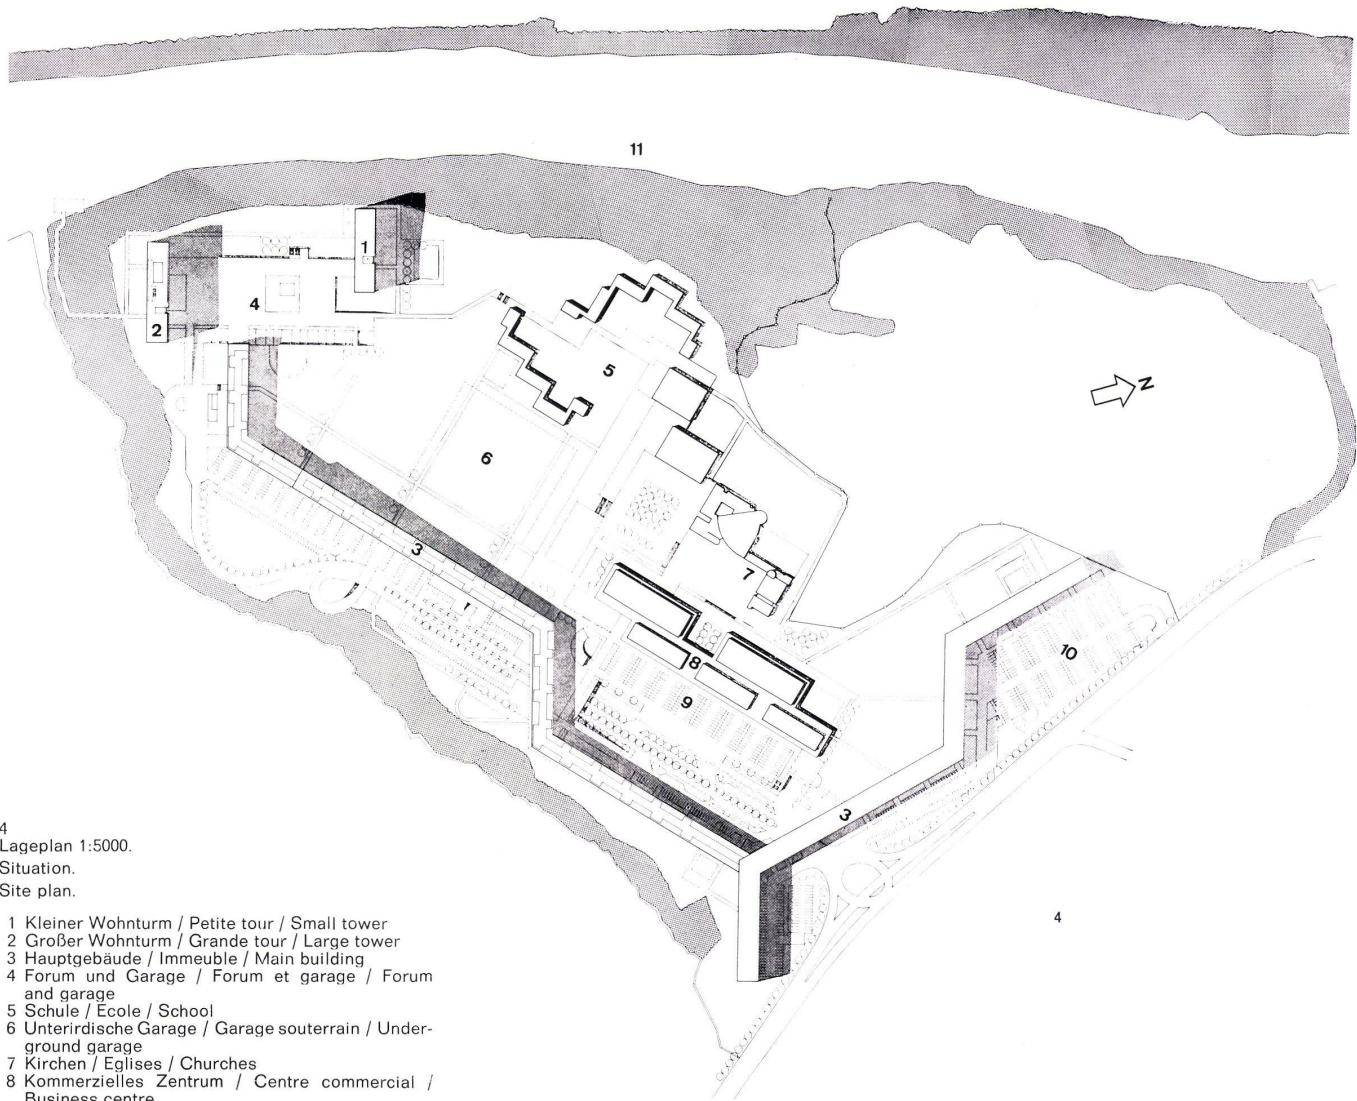 11
1
4
2
5
N
6
3
7
10
8
9
3
4
4
Lageplan 1:5000.
Situation.
Site plan.
1 Kleiner Wohnturm / Petite tour / Small tower
2 Großer Wohnturm / Grande tour / Large tower
3 Hauptgebäude / Immeuble / Main building
4 Forum und Garage / Forum et garage / Forum
and garage
5 Schule / Ecole / School
6 Unterirdische Garage / Garage souterrain / Under-
ground garage
7 Kirchen / Eglises / Churches
8 Kommerzielles Zentrum / Centre commercial /
Business centre